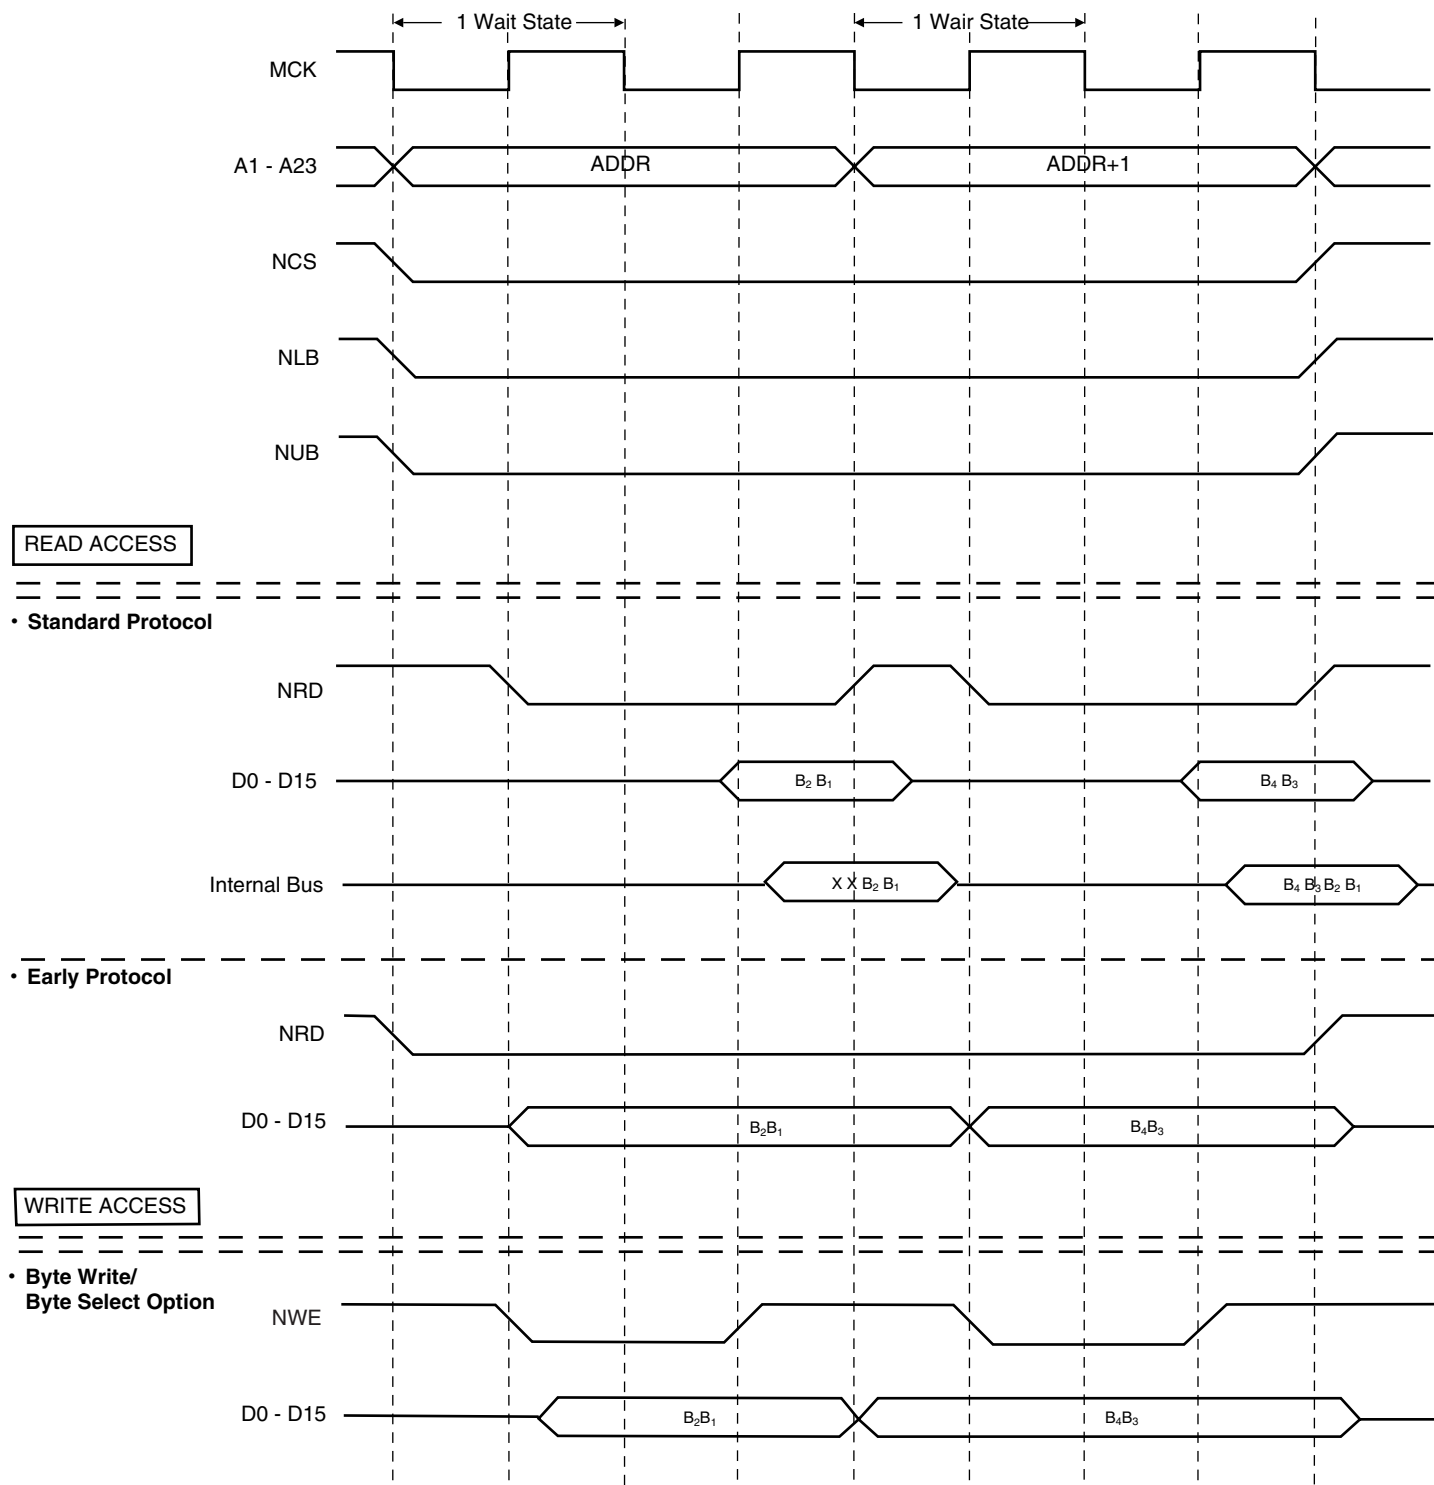 1 Wait State
1 Wair State
MCK
A1 - A23
ADDR
ADDR+1
NCS
NLB
NUB
READ ACCESS
• Standard Protocol
NRD
D0 - D15
B₂ B₁
B₄ B₃
Internal Bus
X X B₂ B₁
B₄ B₃ B₂ B₁
• Early Protocol
NRD
D0 - D15
B₂B₁
B₄B₃
WRITE ACCESS
• Byte Write/
Byte Select Option
NWE
D0 - D15
B₂B₁
B₄B₃